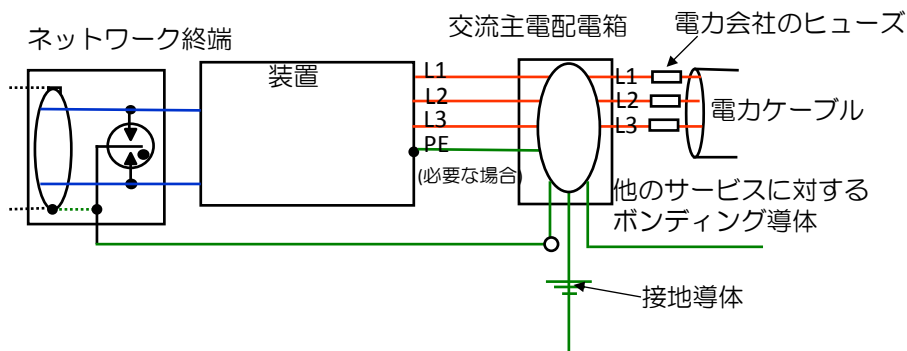 ネットワーク終端
交流主電配電箱
電力会社のヒューズ
装置
L1
L2
L3
PE
(必要な場合)
L1
L2
L3
電力ケーブル
他のサービスに対する
ボンディング導体
接地導体